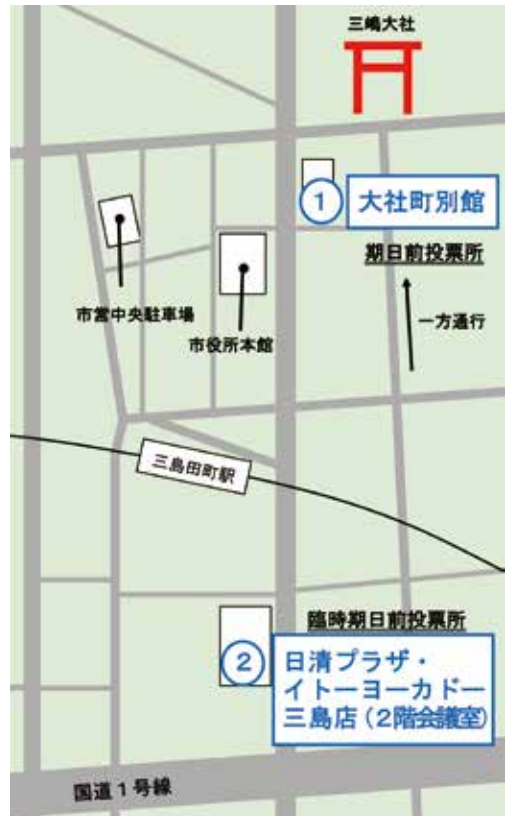 三嶋大社
1
大社町別館
期日前投票所
一方通行
市営中央駐車場
市役所本館
三島田町駅
臨時期日前投票所
2
日清プラザ・
イトーヨーカドー
三島店(2階会議室)
国道1号線